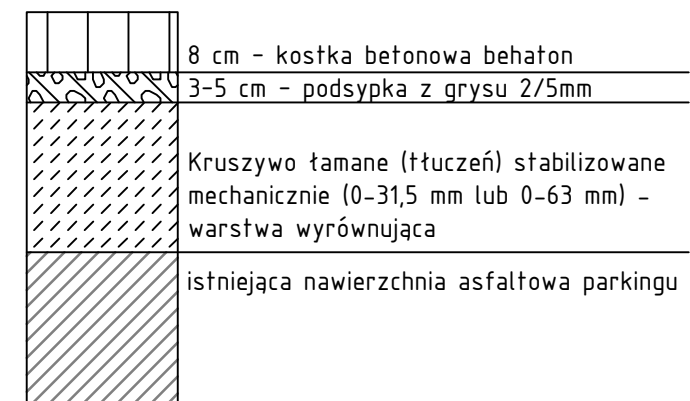 8 cm - kostka betonowa behaton
3-5 cm - podsypka z grysu 2/5mm
Kruszywo łamane (tłuczeń) stabilizowane
mechanicznie (0-31,5 mm lub 0-63 mm) -
warstwa wyrównująca
istniejąca nawierzchnia asfaltowa parkingu